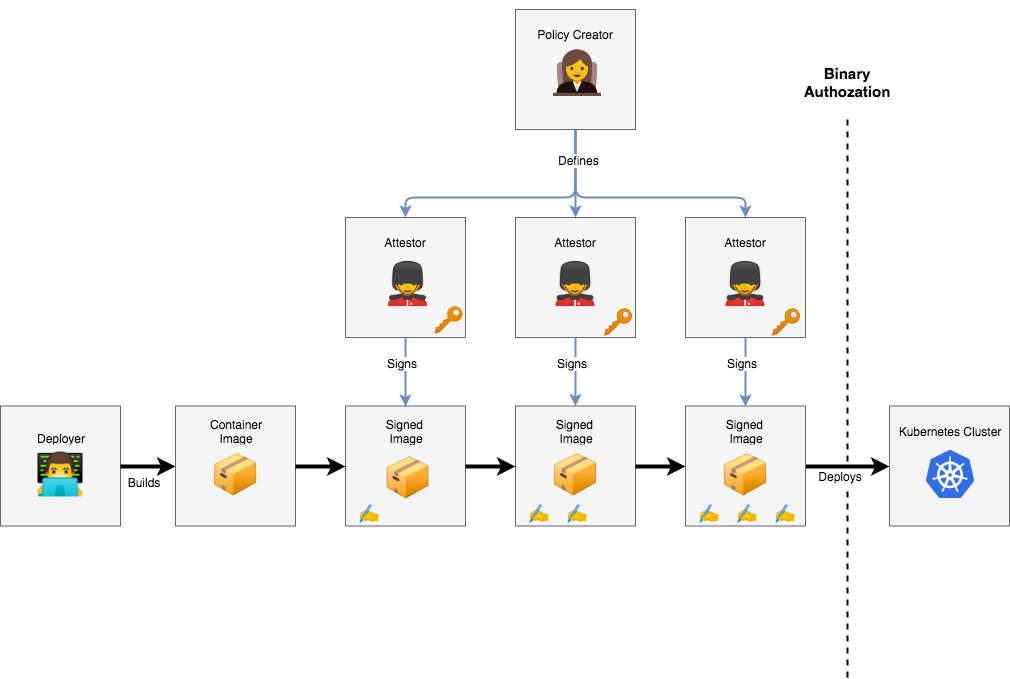 Policy Creator
Binary
Authozation
Defines
Attestor
Attestor
Attestor
Signs
Signs
Signs
Deployer
Builds
Container
Image
Signed
Image
Signed
Image
Signed
Image
Deploys
Kubernetes Cluster